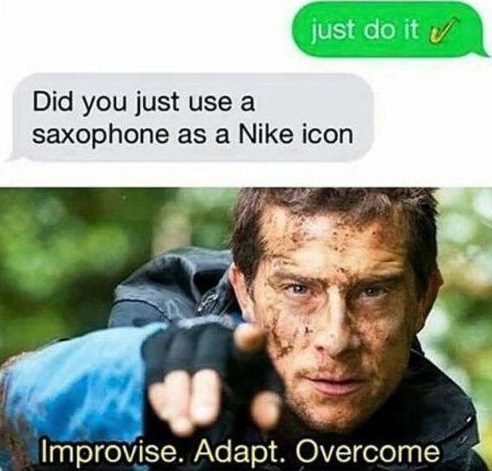 just do it 🎷
Did you just use a
saxophone as a Nike icon
Improvise. Adapt. Overcome